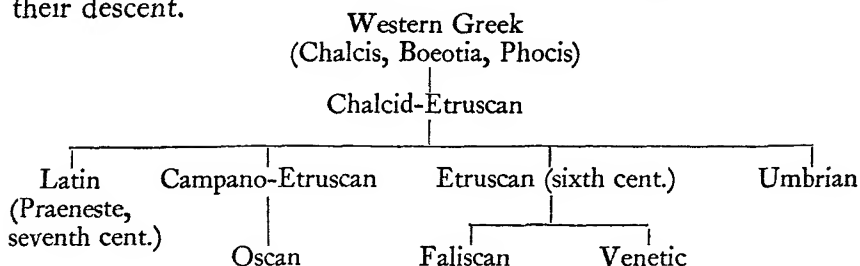 their descent.
Western Greek
(Chalcis, Boeotia, Phocis)
Chalcid-Etruscan
Latin Campano-Etruscan Etruscan (sixth cent.) Umbrian
(Praeneste,
seventh cent.)
Oscan Faliscan Venetic